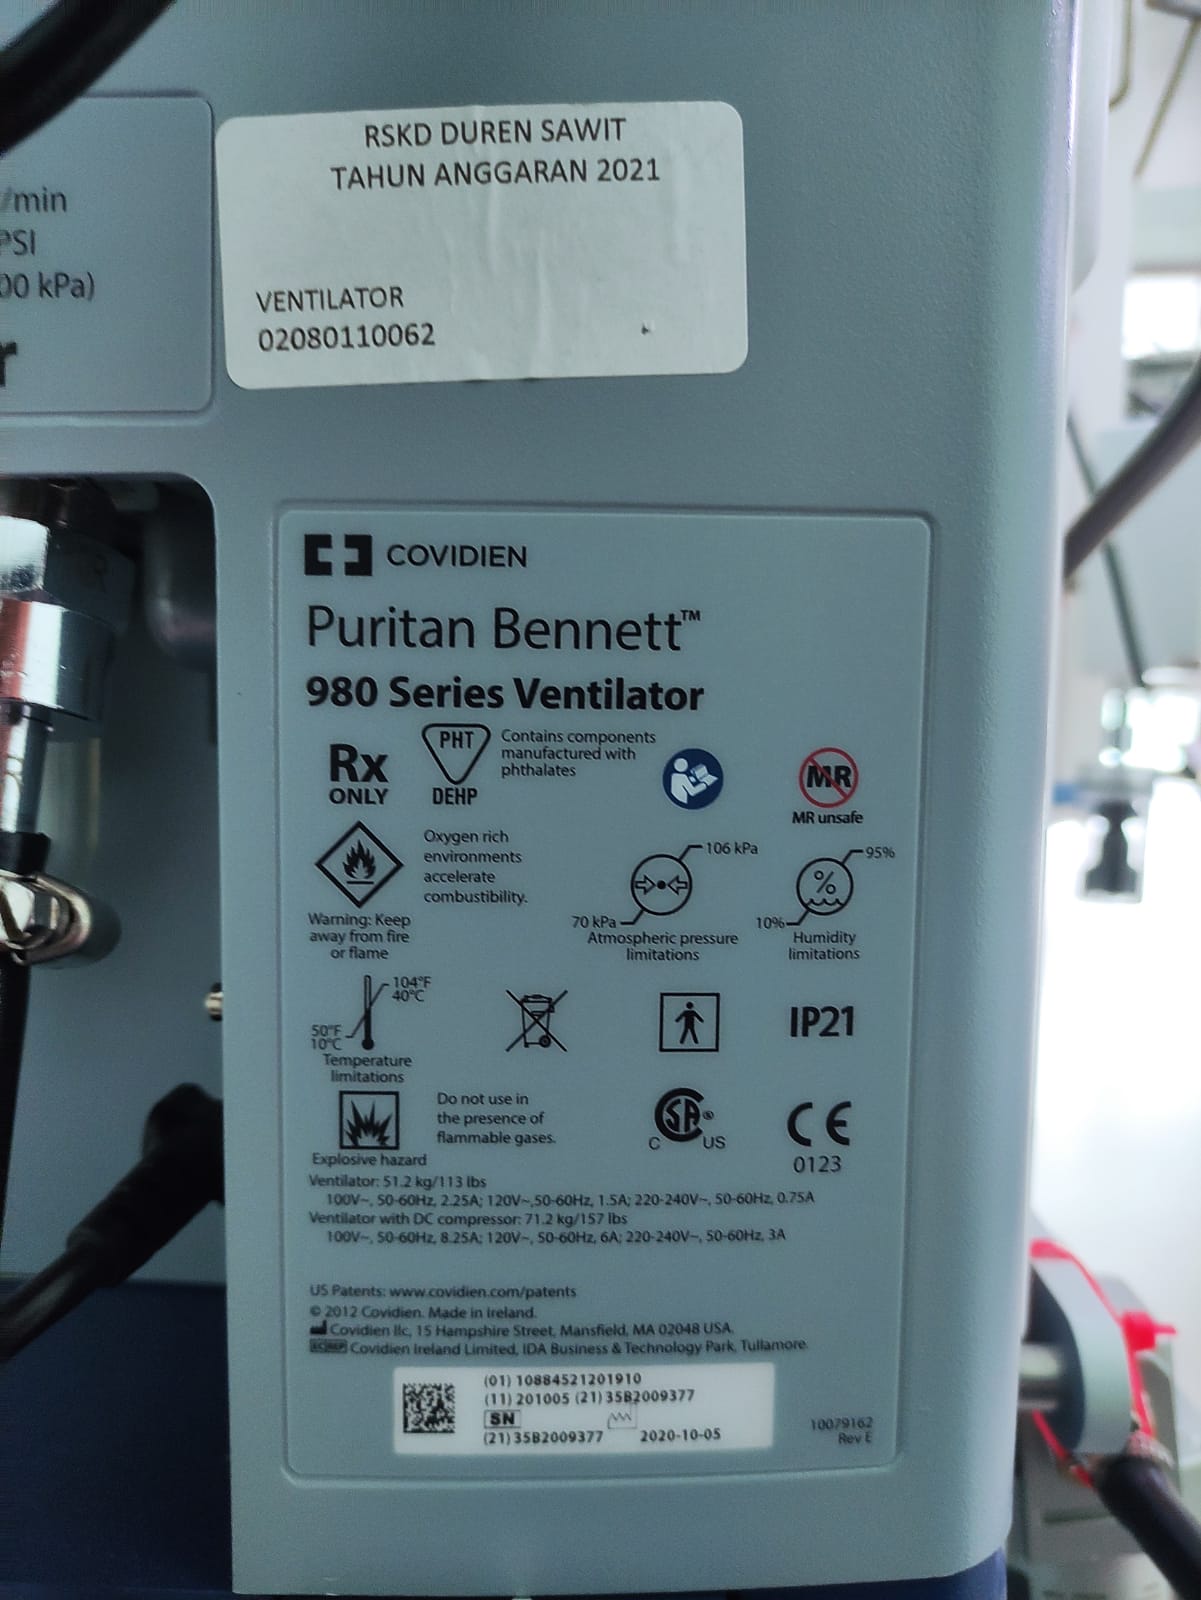 RSKD DUREN SAWIT
TAHUN ANGGARAN 2021
VENTILATOR
02080110062
/min
PSI
00 kPa)
r
COVIDIEN
Puritan Bennett™
980 Series Ventilator
Rx
ONLY
PHT
DEHP
Contains components
manufactured with
phthalates
MR
MR unsafe
Warning: Keep
away from fire
or flame
Oxygen rich
environments
accelerate
combustibility.
106 kPa
70 kPa
Atmospheric pressure
limitations
%
95%
10%
Humidity
limitations
104°F
40°C
50°F
10°C
Temperature
limitations
IP21
Explosive hazard
Do not use in
the presence of
flammable gases.
SA®
C US
CE
0123
Ventilator: 51.2 kg/113 lbs
100V~, 50-60Hz, 2.25A; 120V~,50-60Hz, 1.5A; 220-240V~, 50-60Hz, 0.75A
Ventilator with DC compressor: 71.2 kg/157 lbs
100V~, 50-60Hz, 8.25A; 120V~, 50-60Hz, 6A; 220-240V~, 50-60Hz, 3A
US Patents: www.covidien.com/patents
© 2012 Covidien. Made in Ireland.
Covidien llc, 15 Hampshire Street, Mansfield, MA 02048 USA.
Covidien Ireland Limited, IDA Business & Technology Park, Tullamore.
(01) 10884521201910
(11) 201005 (21) 35B2009377
SN
(21) 35B2009377 2020-10-05
10079162
Rev E